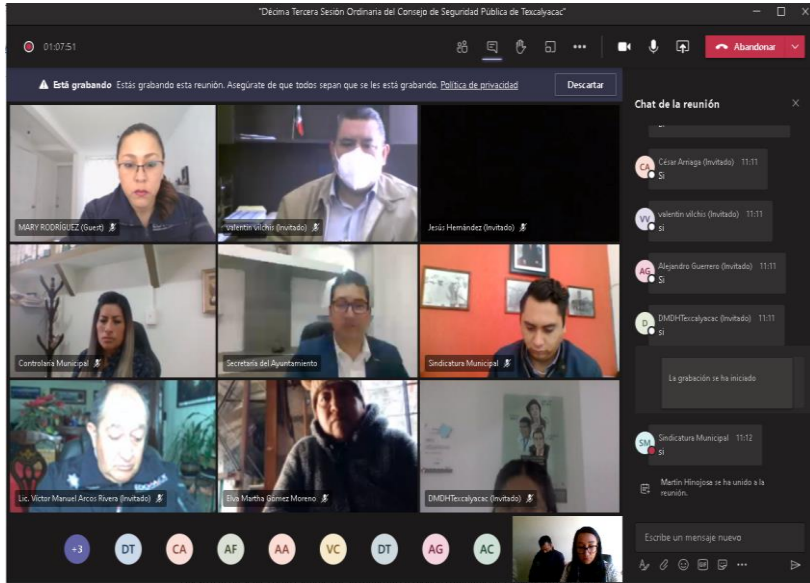 "Décima Tercera Sesión Ordinaria del Consejo de Seguridad Pública de Texcalyacac"
01:07:51
Abandonar
Está grabando Estás grabando esta reunión. Asegúrate de que todos sepan que se les está grabando. Política de privacidad
Descartar
MARY RODRÍGUEZ (Guest)
valentin vilchis (Invitado)
Jesús Hernández (Invitado)
Controlaría Municipal
Secretaría del Ayuntamiento
Sindicatura Municipal
Lic. Víctor Manuel Arcos Rivera (Invitado)
Elva Martha Gómez Moreno
DMDHTexcalyacac (Invitado)
+3
DT
CA
AF
AA
VC
DT
AG
AC
Chat de la reunión
CA
César Arriaga (Invitado) 11:11
Si
VV
valentin vilchis (Invitado) 11:11
si
AG
Alejandro Guerrero (Invitado) 11:11
Si
D
DMDHTexcalyacac (Invitado) 11:11
La grabación se ha iniciado
SM
Sindicatura Municipal 11:12
si
Martín Hinojosa se ha unido a la
reunión.
Escribe un mensaje nuevo